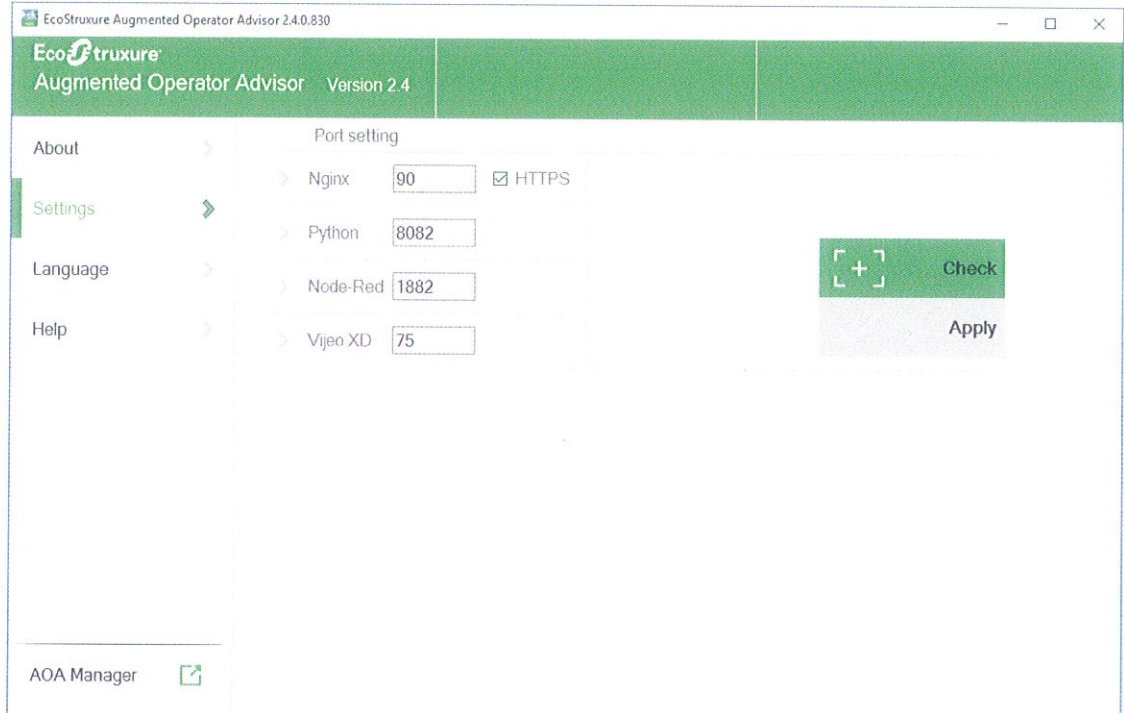 EcoStruxure Augmented Operator Advisor 2.4.0.830
EcoStruxure
Augmented Operator Advisor Version 2.4
About
Settings
Language
Help
AOA Manager
Port setting
Nginx 90 HTTPS
Python 8082
Node-Red 1882
Vijeo XD 75
Check
Apply